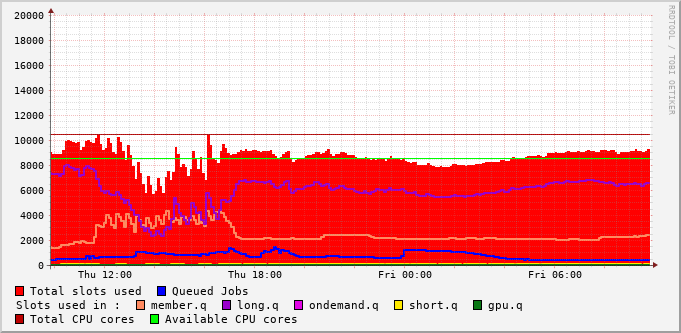 20000
18000
16000
14000
12000
10000
8000
6000
4000
2000
0
Thu 12:00 Thu 18:00 Fri 00:00 Fri 06:00
RRDTOOL / TOBI OETIKER
Total slots used Queued Jobs
Slots used in : member.q long.q ondemand.q short.q gpu.q
Total CPU cores Available CPU cores